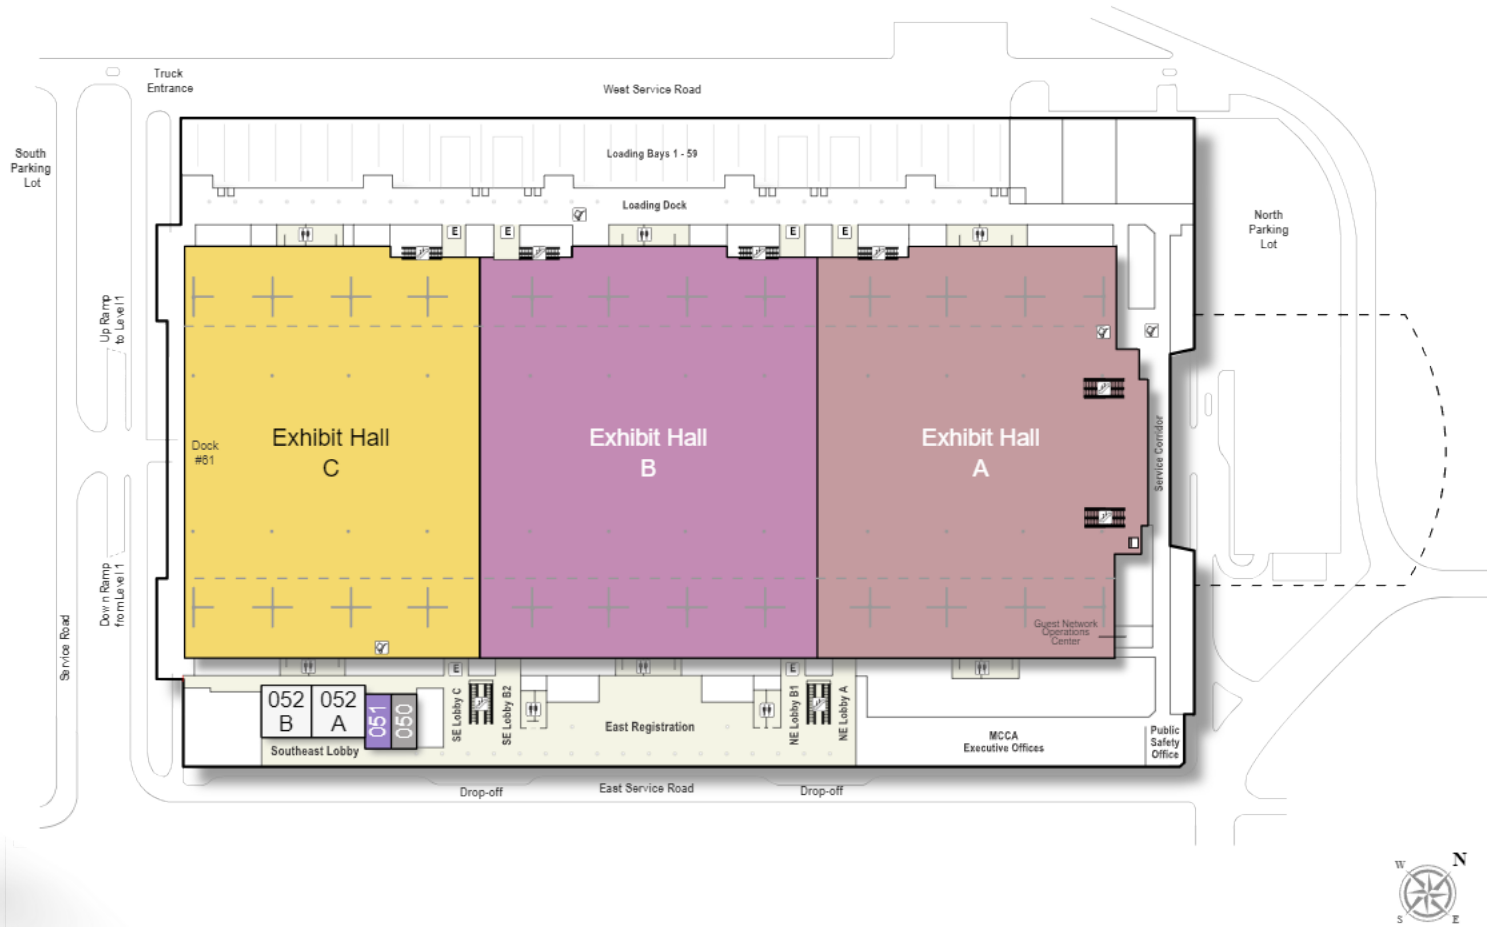 Truck
Entrance
West Service Road
South
Parking
Lot
Loading Bays 1 - 59
Loading Dock
North
Parking
Lot
E
E
E
E
Up Ramp
to Level 1
Exhibit Hall
C
Exhibit Hall
B
Exhibit Hall
A
Dock
#61
Service Corridor
Down Ramp
from Level 1
Service Road
Guest Network
Operations
Center
E
E
052
B
052
A
051
050
SE Lobby C
SE Lobby B2
East Registration
NE Lobby B1
NE Lobby A
MCCA
Executive Offices
Public
Safety
Office
Southeast Lobby
Drop-off
East Service Road
Drop-off
W
N
S
E